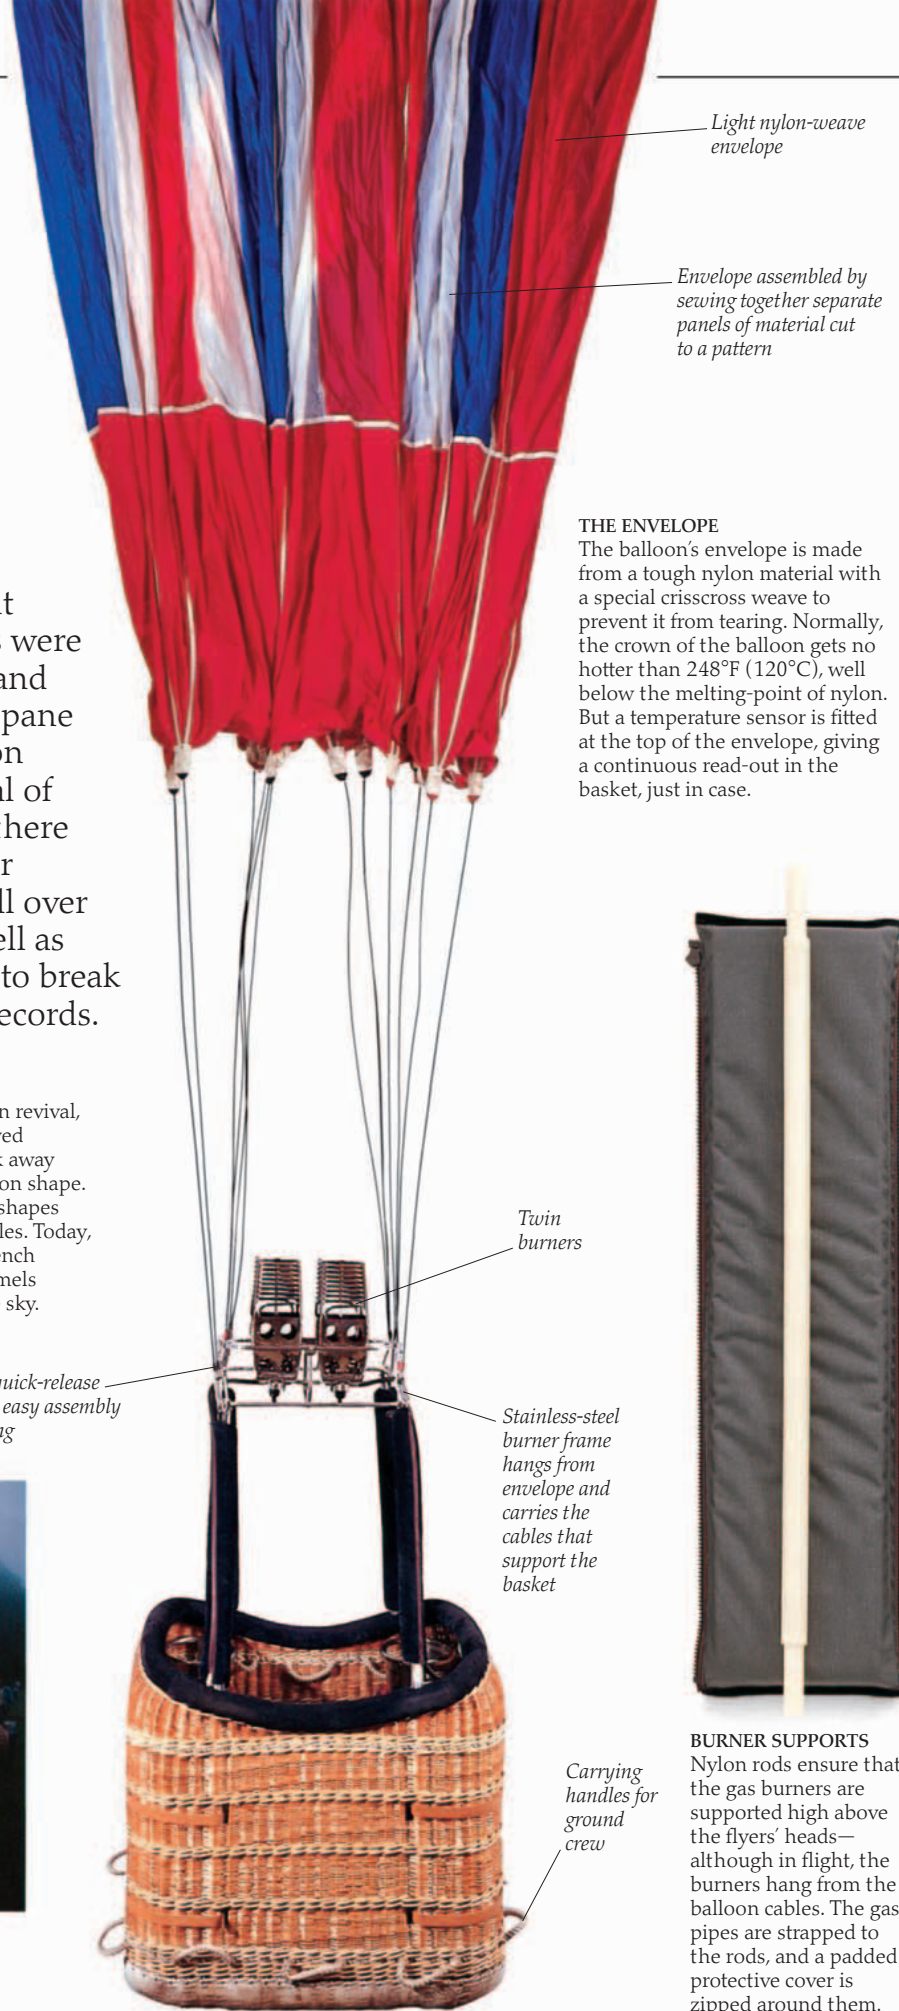 Light nylon-weave
envelope
Envelope assembled by
sewing together separate
panels of material cut
to a pattern
THE ENVELOPE
The balloon's envelope is made
from a tough nylon material with
a special crisscross weave to
prevent it from tearing. Normally,
the crown of the balloon gets no
hotter than 248°F (120°C), well
below the melting-point of nylon.
But a temperature sensor is fitted
at the top of the envelope, giving
a continuous read-out in the
basket, just in case.
were
and
pane
on
of
there
over
as
to break
records.
revival,
away
shape.
shapes
Today,
sky.
quick-release
easy assembly
Twin
burners
Stainless-steel
burner frame
hangs from
envelope and
carries the
cables that
support the
basket
Carrying
handles for
ground
crew
BURNER SUPPORTS
Nylon rods ensure that
the gas burners are
supported high above
the flyers' heads—
although in flight, the
burners hang from the
balloon cables. The gas
pipes are strapped to
the rods, and a padded
protective cover is
zipped around them.